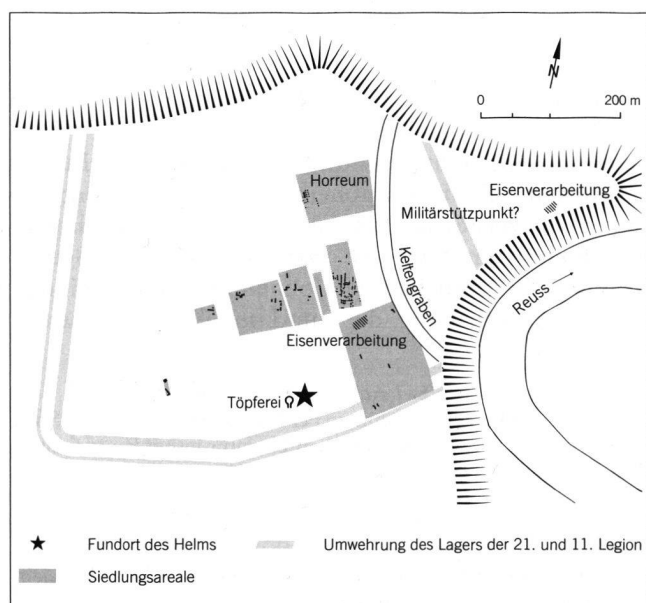 N
0 200 m
Horreum
Eisenverarbeitung
Militärstützpunkt?
Keltengraben
Reuss
Eisenverarbeitung
Töpferei
Fundort des Helms
Umwehrung des Lagers der 21. und 11. Legion
Siedlungsareale